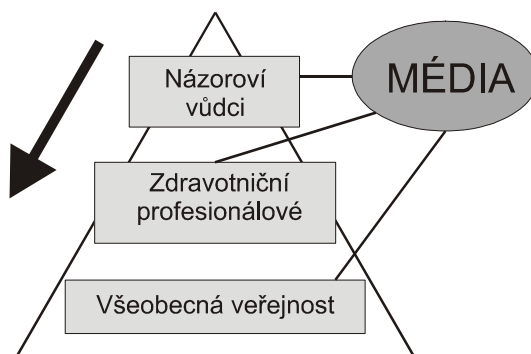 Názoroví
vůdci
MÉDIA
Zdravotniční
profesionálové
Všeobecná veřejnost